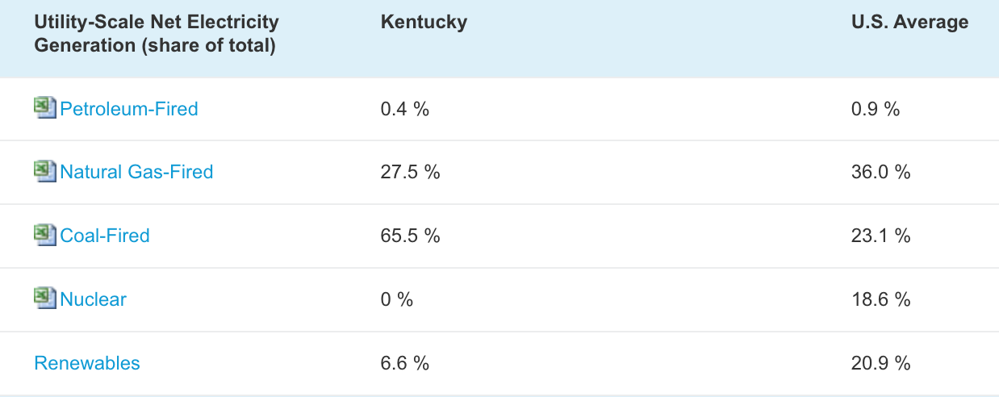 Utility-Scale Net Electricity Generation (share of total) Kentucky U.S. Average
Petroleum-Fired 0.4 % 0.9 %
Natural Gas-Fired 27.5 % 36.0 %
Coal-Fired 65.5 % 23.1 %
Nuclear 0 % 18.6 %
Renewables 6.6 % 20.9 %